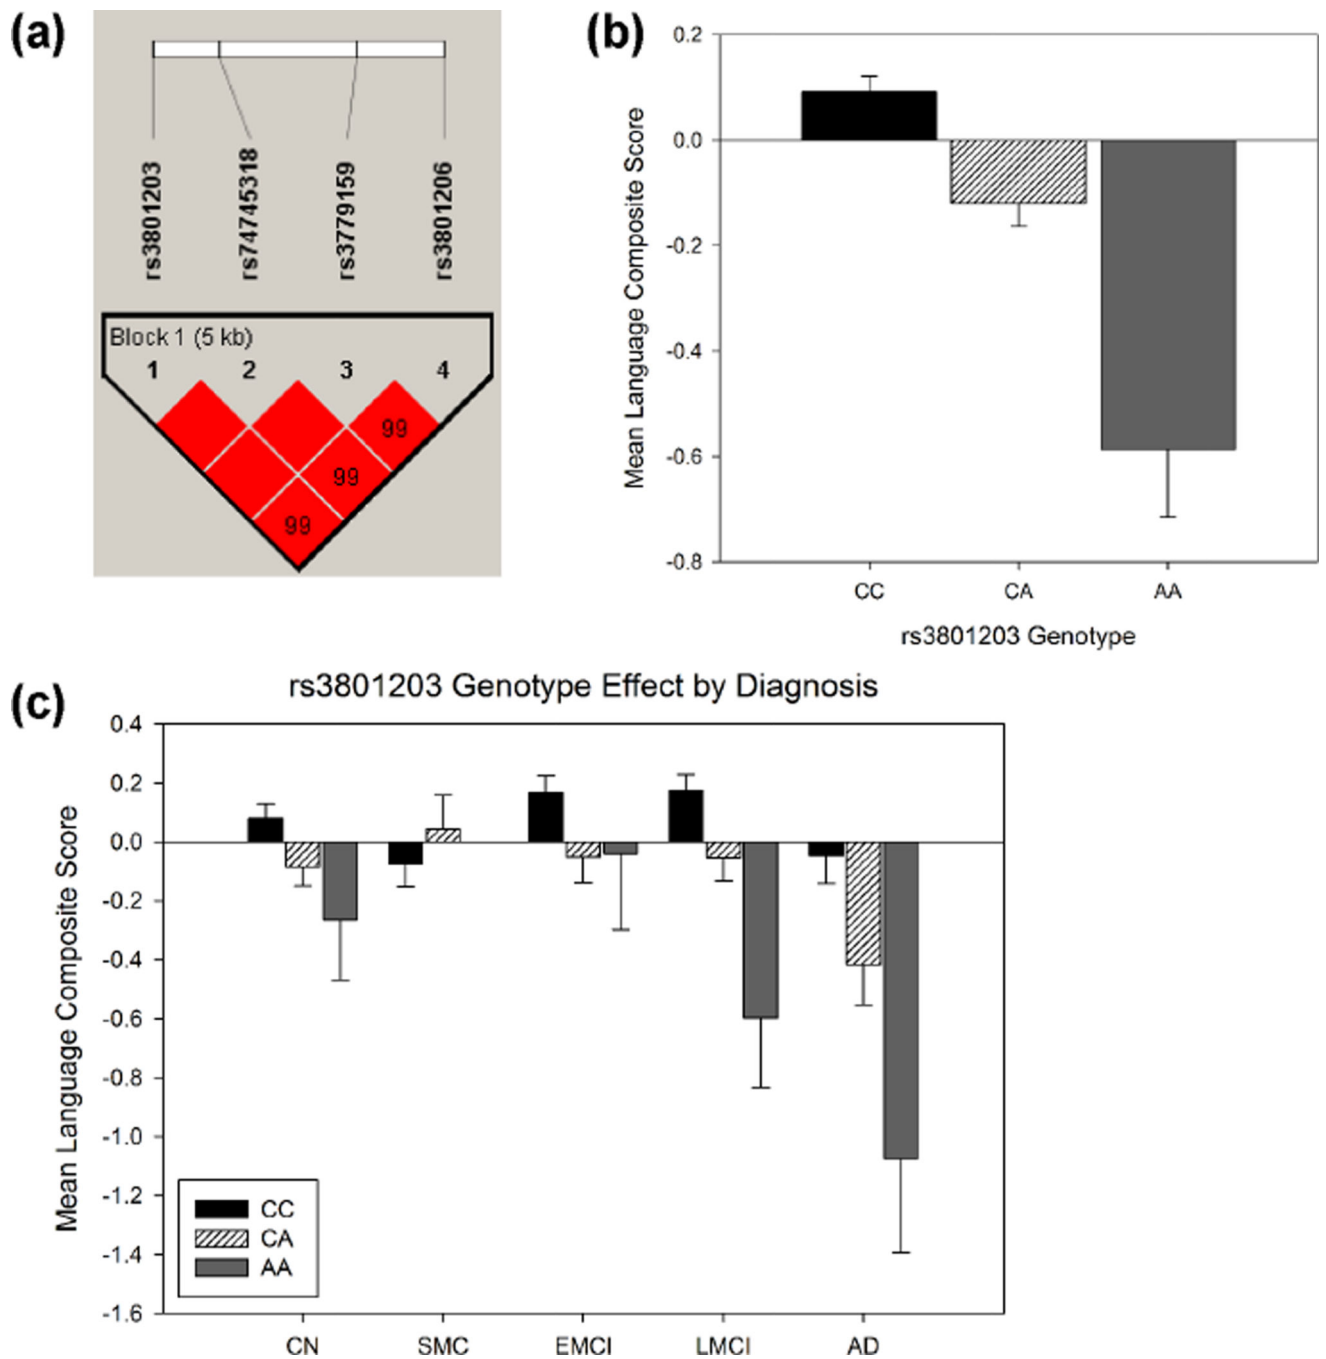 (a)
rs3801203
rs74745318
rs3779159
rs3801206
Block 1 (5 kb)
1 2 3 4
99
99
99
(b)
Mean Language Composite Score
0.2
0.0
-0.2
-0.4
-0.6
-0.8
CC CA AA
rs3801203 Genotype
(c)
rs3801203 Genotype Effect by Diagnosis
Mean Language Composite Score
0.4
0.2
0.0
-0.2
-0.4
-0.6
-0.8
-1.0
-1.2
-1.4
-1.6
CC
CA
AA
CN SMC EMCI LMCI AD